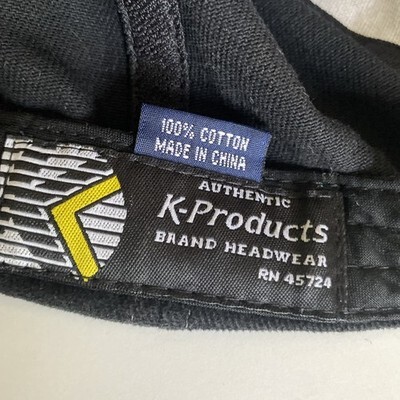 100% COTTON
MADE IN CHINA
AUTHENTIC
K-Products
BRAND HEADWEAR
RN 45724